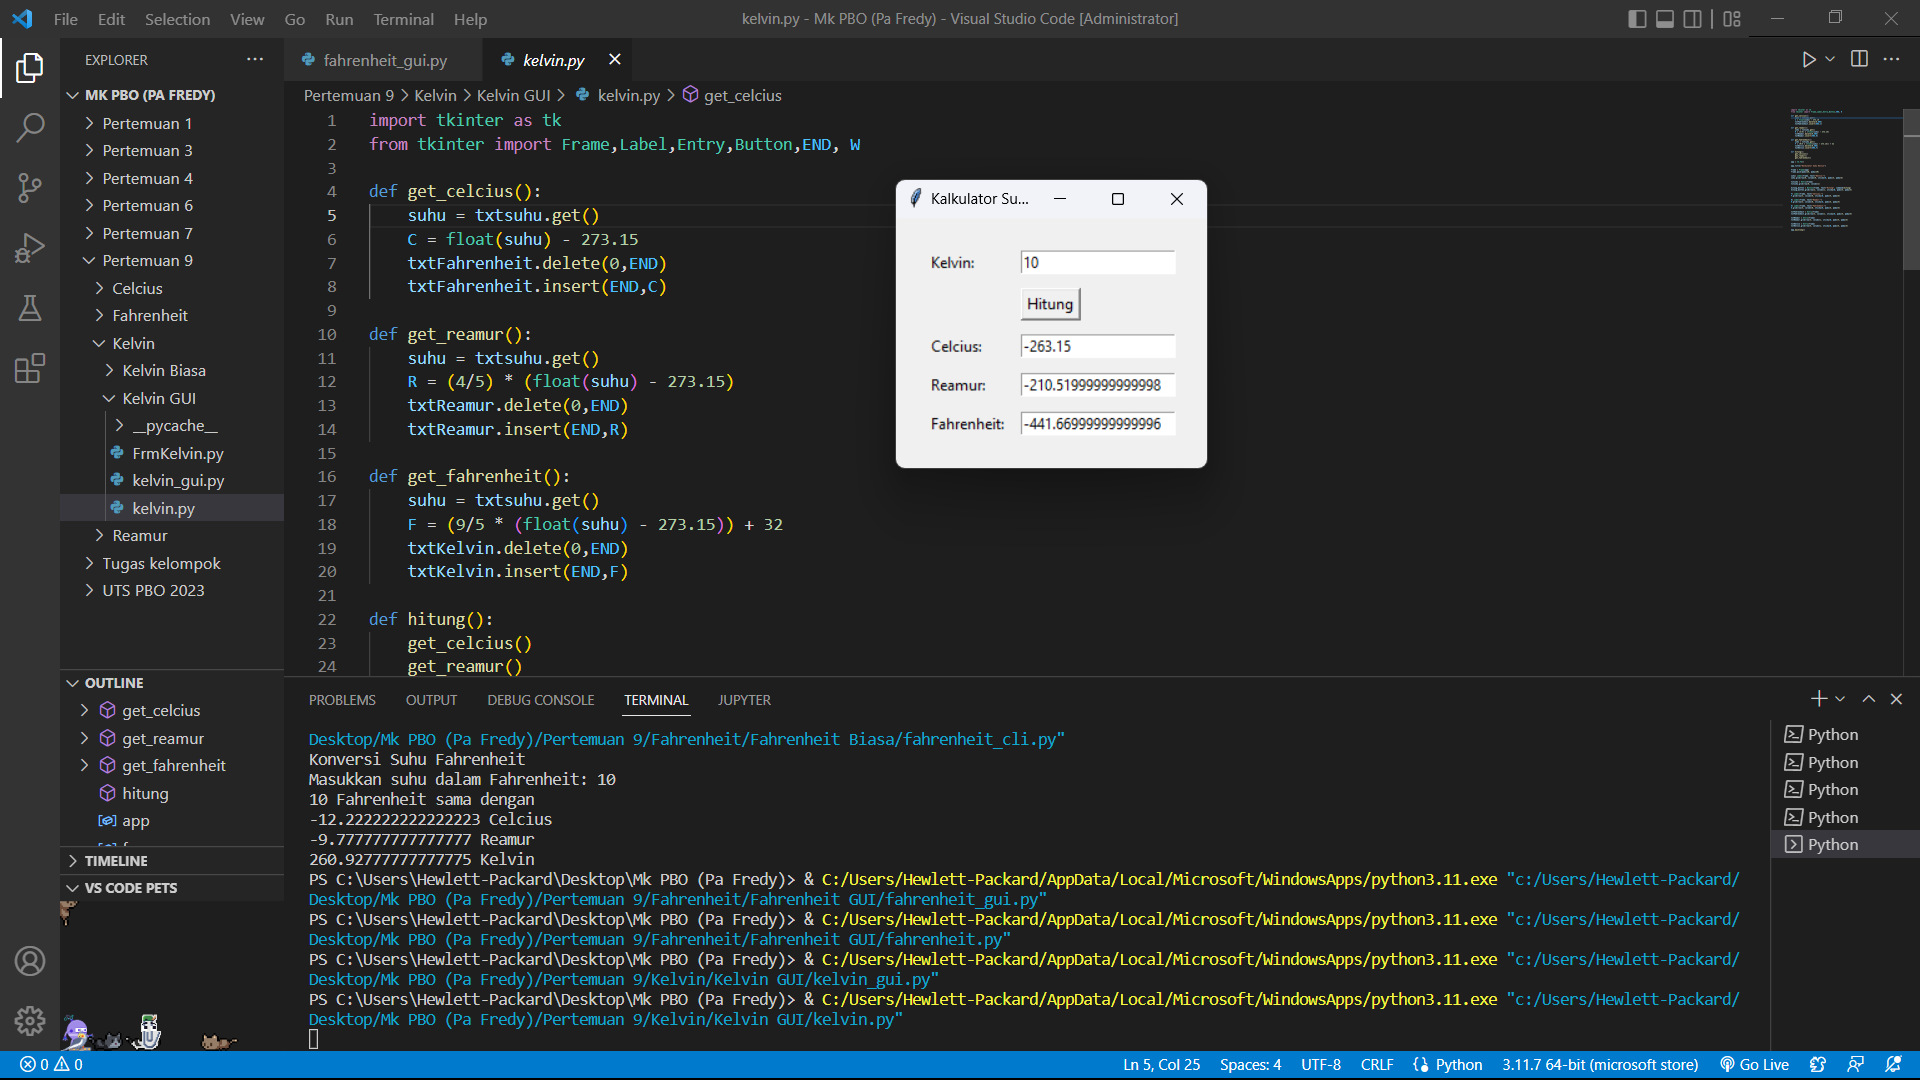 File Edit Selection View Go Run Terminal Help
kelvin.py - Mk PBO (Pa Fredy) - Visual Studio Code [Administrator]
EXPLORER
MK PBO (PA FREDY)
Pertemuan 1
Pertemuan 3
Pertemuan 4
Pertemuan 6
Pertemuan 7
Pertemuan 9
Celcius
Fahrenheit
Kelvin
Kelvin Biasa
Kelvin GUI
__pycache__
FrmKelvin.py
kelvin_gui.py
kelvin.py
Reamur
Tugas kelompok
UTS PBO 2023
OUTLINE
get_celcius
get_reamur
get_fahrenheit
hitung
app
TIMELINE
VS CODE PETS
fahrenheit_gui.py
kelvin.py
Pertemuan 9 > Kelvin > Kelvin GUI > kelvin.py > get_celcius
1 import tkinter as tk
2 from tkinter import Frame,Label,Entry,Button,END, W
3
4 def get_celcius():
5 suhu = txtsuhu.get()
6 C = float(suhu) - 273.15
7 txtFahrenheit.delete(0,END)
8 txtFahrenheit.insert(END,C)
9
10 def get_reamur():
11 suhu = txtsuhu.get()
12 R = (4/5) * (float(suhu) - 273.15)
13 txtReamur.delete(0,END)
14 txtReamur.insert(END,R)
15
16 def get_fahrenheit():
17 suhu = txtsuhu.get()
18 F = (9/5 * (float(suhu) - 273.15)) + 32
19 txtKelvin.delete(0,END)
20 txtKelvin.insert(END,F)
21
22 def hitung():
23 get_celcius()
24 get_reamur()
Kalkulator Su...
Kelvin: 10
Hitung
Celcius: -263.15
Reamur: -210.51999999999998
Fahrenheit: -441.66999999999996
PROBLEMS OUTPUT DEBUG CONSOLE TERMINAL JUPYTER
Desktop/Mk PBO (Pa Fredy)/Pertemuan 9/Fahrenheit/Fahrenheit Biasa/fahrenheit_cli.py"
Konversi Suhu Fahrenheit
Masukkan suhu dalam Fahrenheit: 10
10 Fahrenheit sama dengan
-12.222222222222223 Celcius
-9.777777777777777 Reamur
260.92777777777775 Kelvin
PS C:\Users\Hewlett-Packard\Desktop\Mk PBO (Pa Fredy)> & C:/Users/Hewlett-Packard/AppData/Local/Microsoft/WindowsApps/python3.11.exe "c:/Users/Hewlett-Packard/
Desktop/Mk PBO (Pa Fredy)/Pertemuan 9/Fahrenheit/Fahrenheit GUI/fahrenheit_gui.py"
PS C:\Users\Hewlett-Packard\Desktop\Mk PBO (Pa Fredy)> & C:/Users/Hewlett-Packard/AppData/Local/Microsoft/WindowsApps/python3.11.exe "c:/Users/Hewlett-Packard/
Desktop/Mk PBO (Pa Fredy)/Pertemuan 9/Fahrenheit/Fahrenheit GUI/fahrenheit.py"
PS C:\Users\Hewlett-Packard\Desktop\Mk PBO (Pa Fredy)> & C:/Users/Hewlett-Packard/AppData/Local/Microsoft/WindowsApps/python3.11.exe "c:/Users/Hewlett-Packard/
Desktop/Mk PBO (Pa Fredy)/Pertemuan 9/Kelvin/Kelvin GUI/kelvin_gui.py"
PS C:\Users\Hewlett-Packard\Desktop\Mk PBO (Pa Fredy)> & C:/Users/Hewlett-Packard/AppData/Local/Microsoft/WindowsApps/python3.11.exe "c:/Users/Hewlett-Packard/
Desktop/Mk PBO (Pa Fredy)/Pertemuan 9/Kelvin/Kelvin GUI/kelvin.py"
Python
Python
Python
Python
Python
0 0 Ln 5, Col 25 Spaces: 4 UTF-8 CRLF Python 3.11.7 64-bit (microsoft store) Go Live